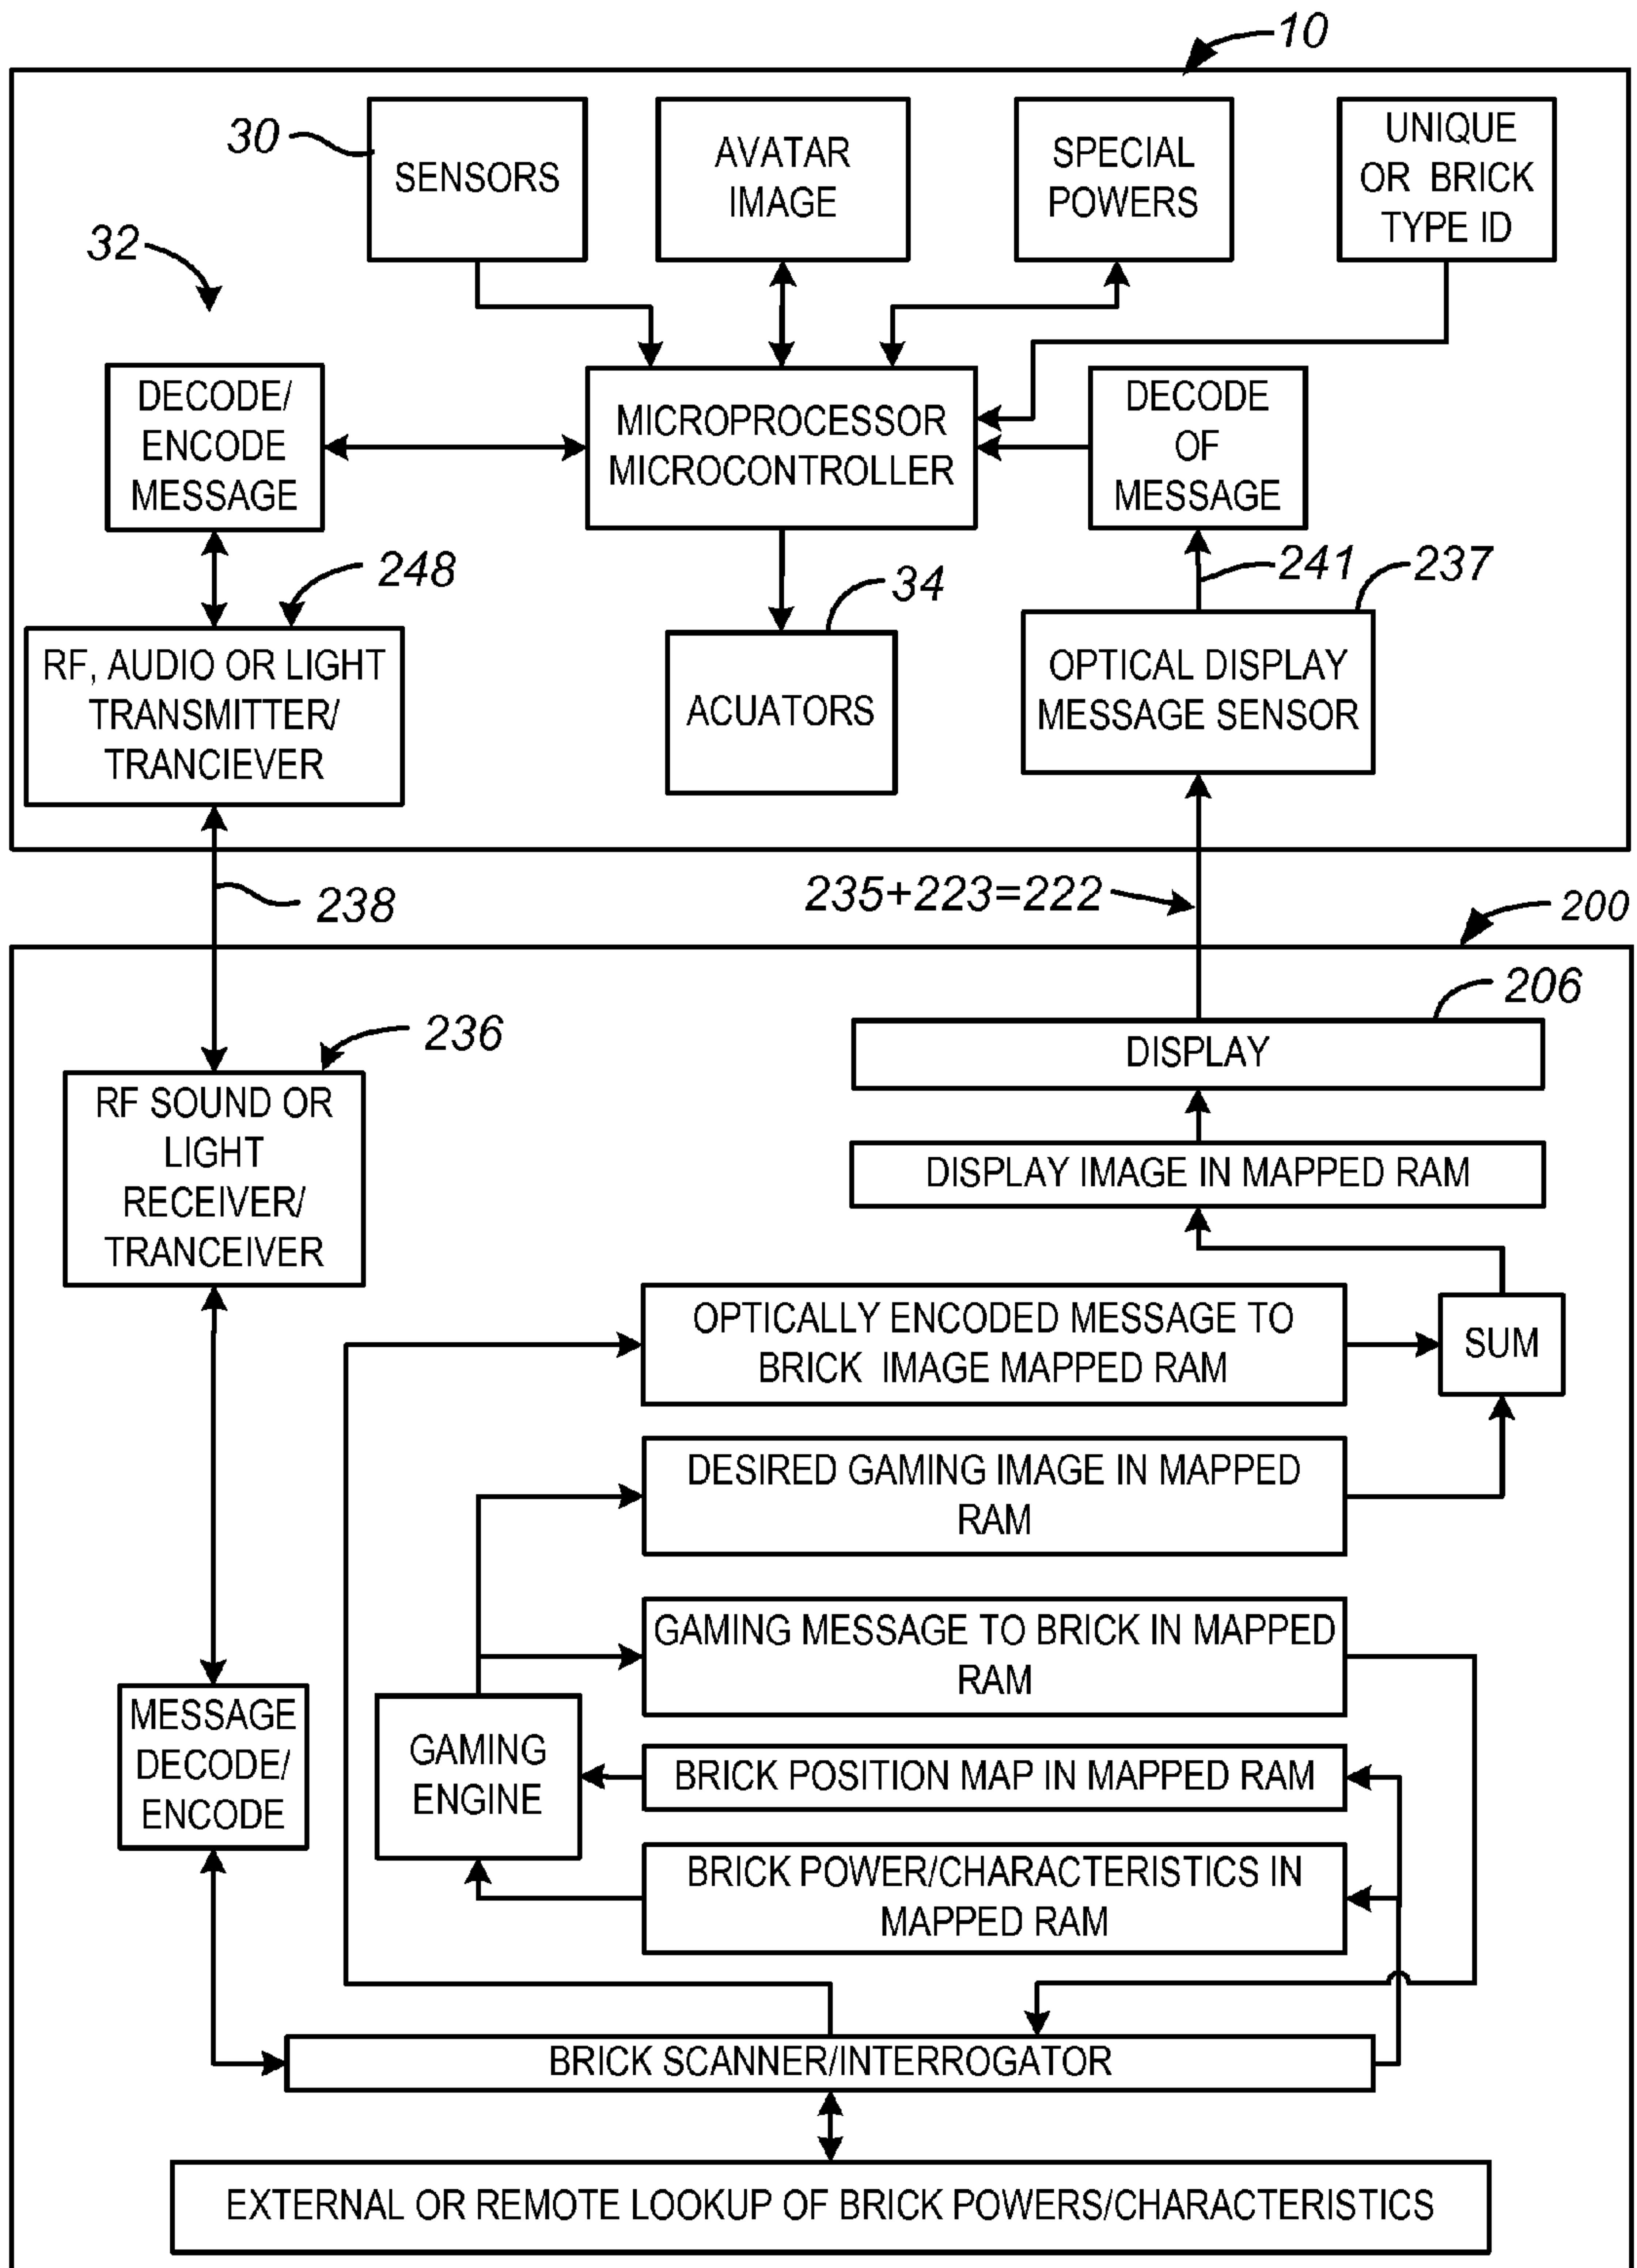 10
30
SENSORS
AVATAR
IMAGE
SPECIAL
POWERS
UNIQUE
OR BRICK
TYPE ID
32
DECODE/
ENCODE
MESSAGE
MICROPROCESSOR
MICROCONTROLLER
DECODE
OF
MESSAGE
248
34
241
237
RF, AUDIO OR LIGHT
TRANSMITTER/
TRANCIEVER
ACUATORS
OPTICAL DISPLAY
MESSAGE SENSOR
238
235+223=222
200
206
236
DISPLAY
RF SOUND OR
LIGHT
RECEIVER/
TRANCEIVER
DISPLAY IMAGE IN MAPPED RAM
OPTICALLY ENCODED MESSAGE TO
BRICK IMAGE MAPPED RAM
SUM
DESIRED GAMING IMAGE IN MAPPED
RAM
GAMING MESSAGE TO BRICK IN MAPPED
RAM
MESSAGE
DECODE/
ENCODE
GAMING
ENGINE
BRICK POSITION MAP IN MAPPED RAM
BRICK POWER/CHARACTERISTICS IN
MAPPED RAM
BRICK SCANNER/INTERROGATOR
EXTERNAL OR REMOTE LOOKUP OF BRICK POWERS/CHARACTERISTICS